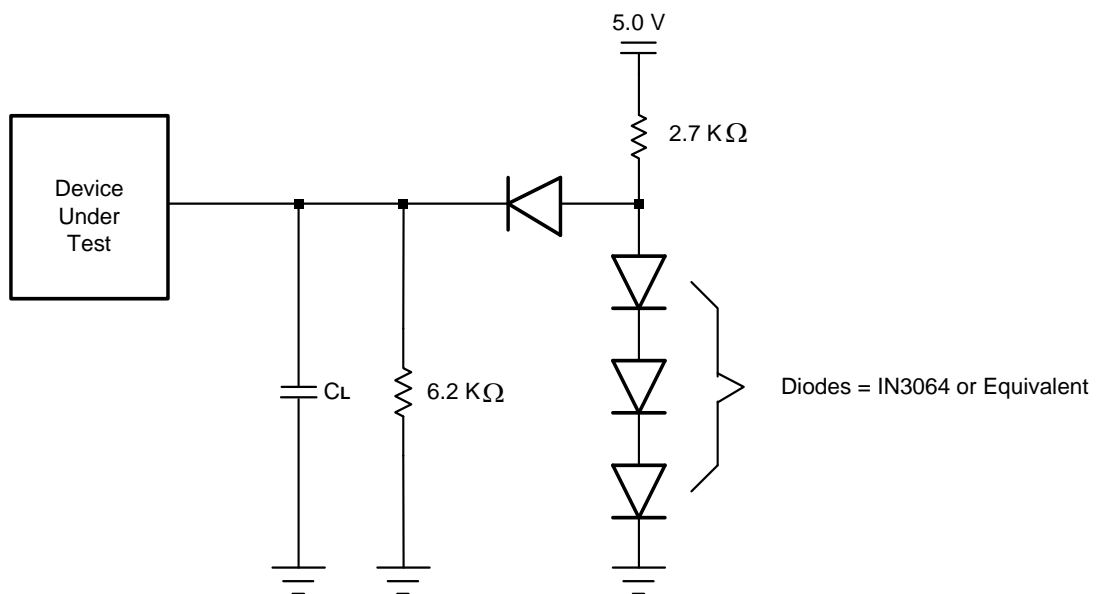 5.0 V
2.7 KΩ
Device
Under
Test
CL
6.2 KΩ
Diodes = IN3064 or Equivalent